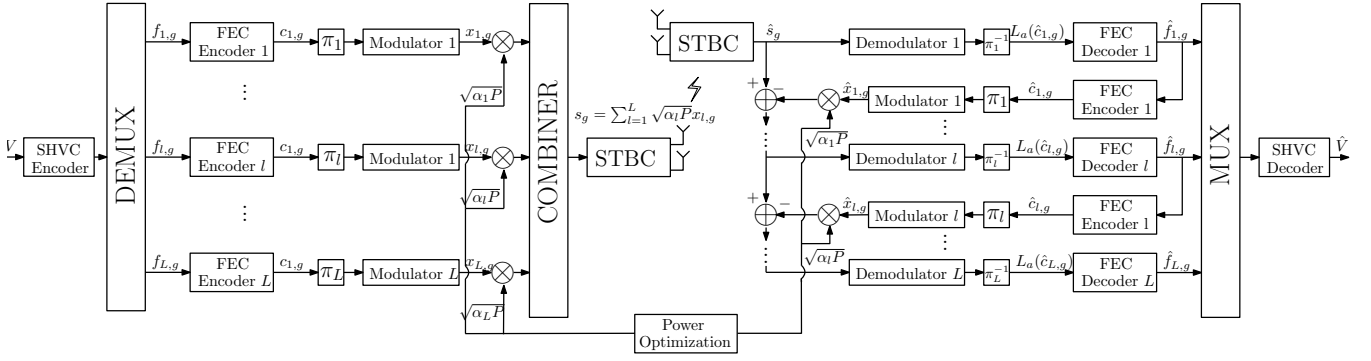 V
SHVC
Encoder
DEMUX
f_{1,g}
FEC
Encoder 1
c_{1,g}
π_1
Modulator 1
x_{1,g}
√(α_1P)
f_{l,g}
FEC
Encoder l
c_{1,g}
π_l
Modulator 1
x_{l,g}
√(α_lP)
f_{L,g}
FEC
Encoder L
c_{1,g}
π_L
Modulator L
x_{L,g}
√(α_LP)
COMBINER
s_g = ∑_{l=1}^{L} √(α_lP) x_{l,g}
STBC
Power
Optimization
STBC
ŝ_g
Demodulator 1
π_1^{-1}
L_a(ĉ_{1,g})
FEC
Decoder 1
f̂_{1,g}
+
−
x̂_{1,g}
Modulator 1
π_1
ĉ_{1,g}
FEC
Encoder 1
√(α_1P)
Demodulator l
π_l^{-1}
L_a(ĉ_{l,g})
FEC
Decoder l
f̂_{l,g}
+
−
x̂_{l,g}
Modulator l
π_l
ĉ_{l,g}
FEC
Encoder l
√(α_lP)
Demodulator L
π_L^{-1}
L_a(ĉ_{L,g})
FEC
Decoder L
f̂_{L,g}
MUX
SHVC
Decoder
V̂